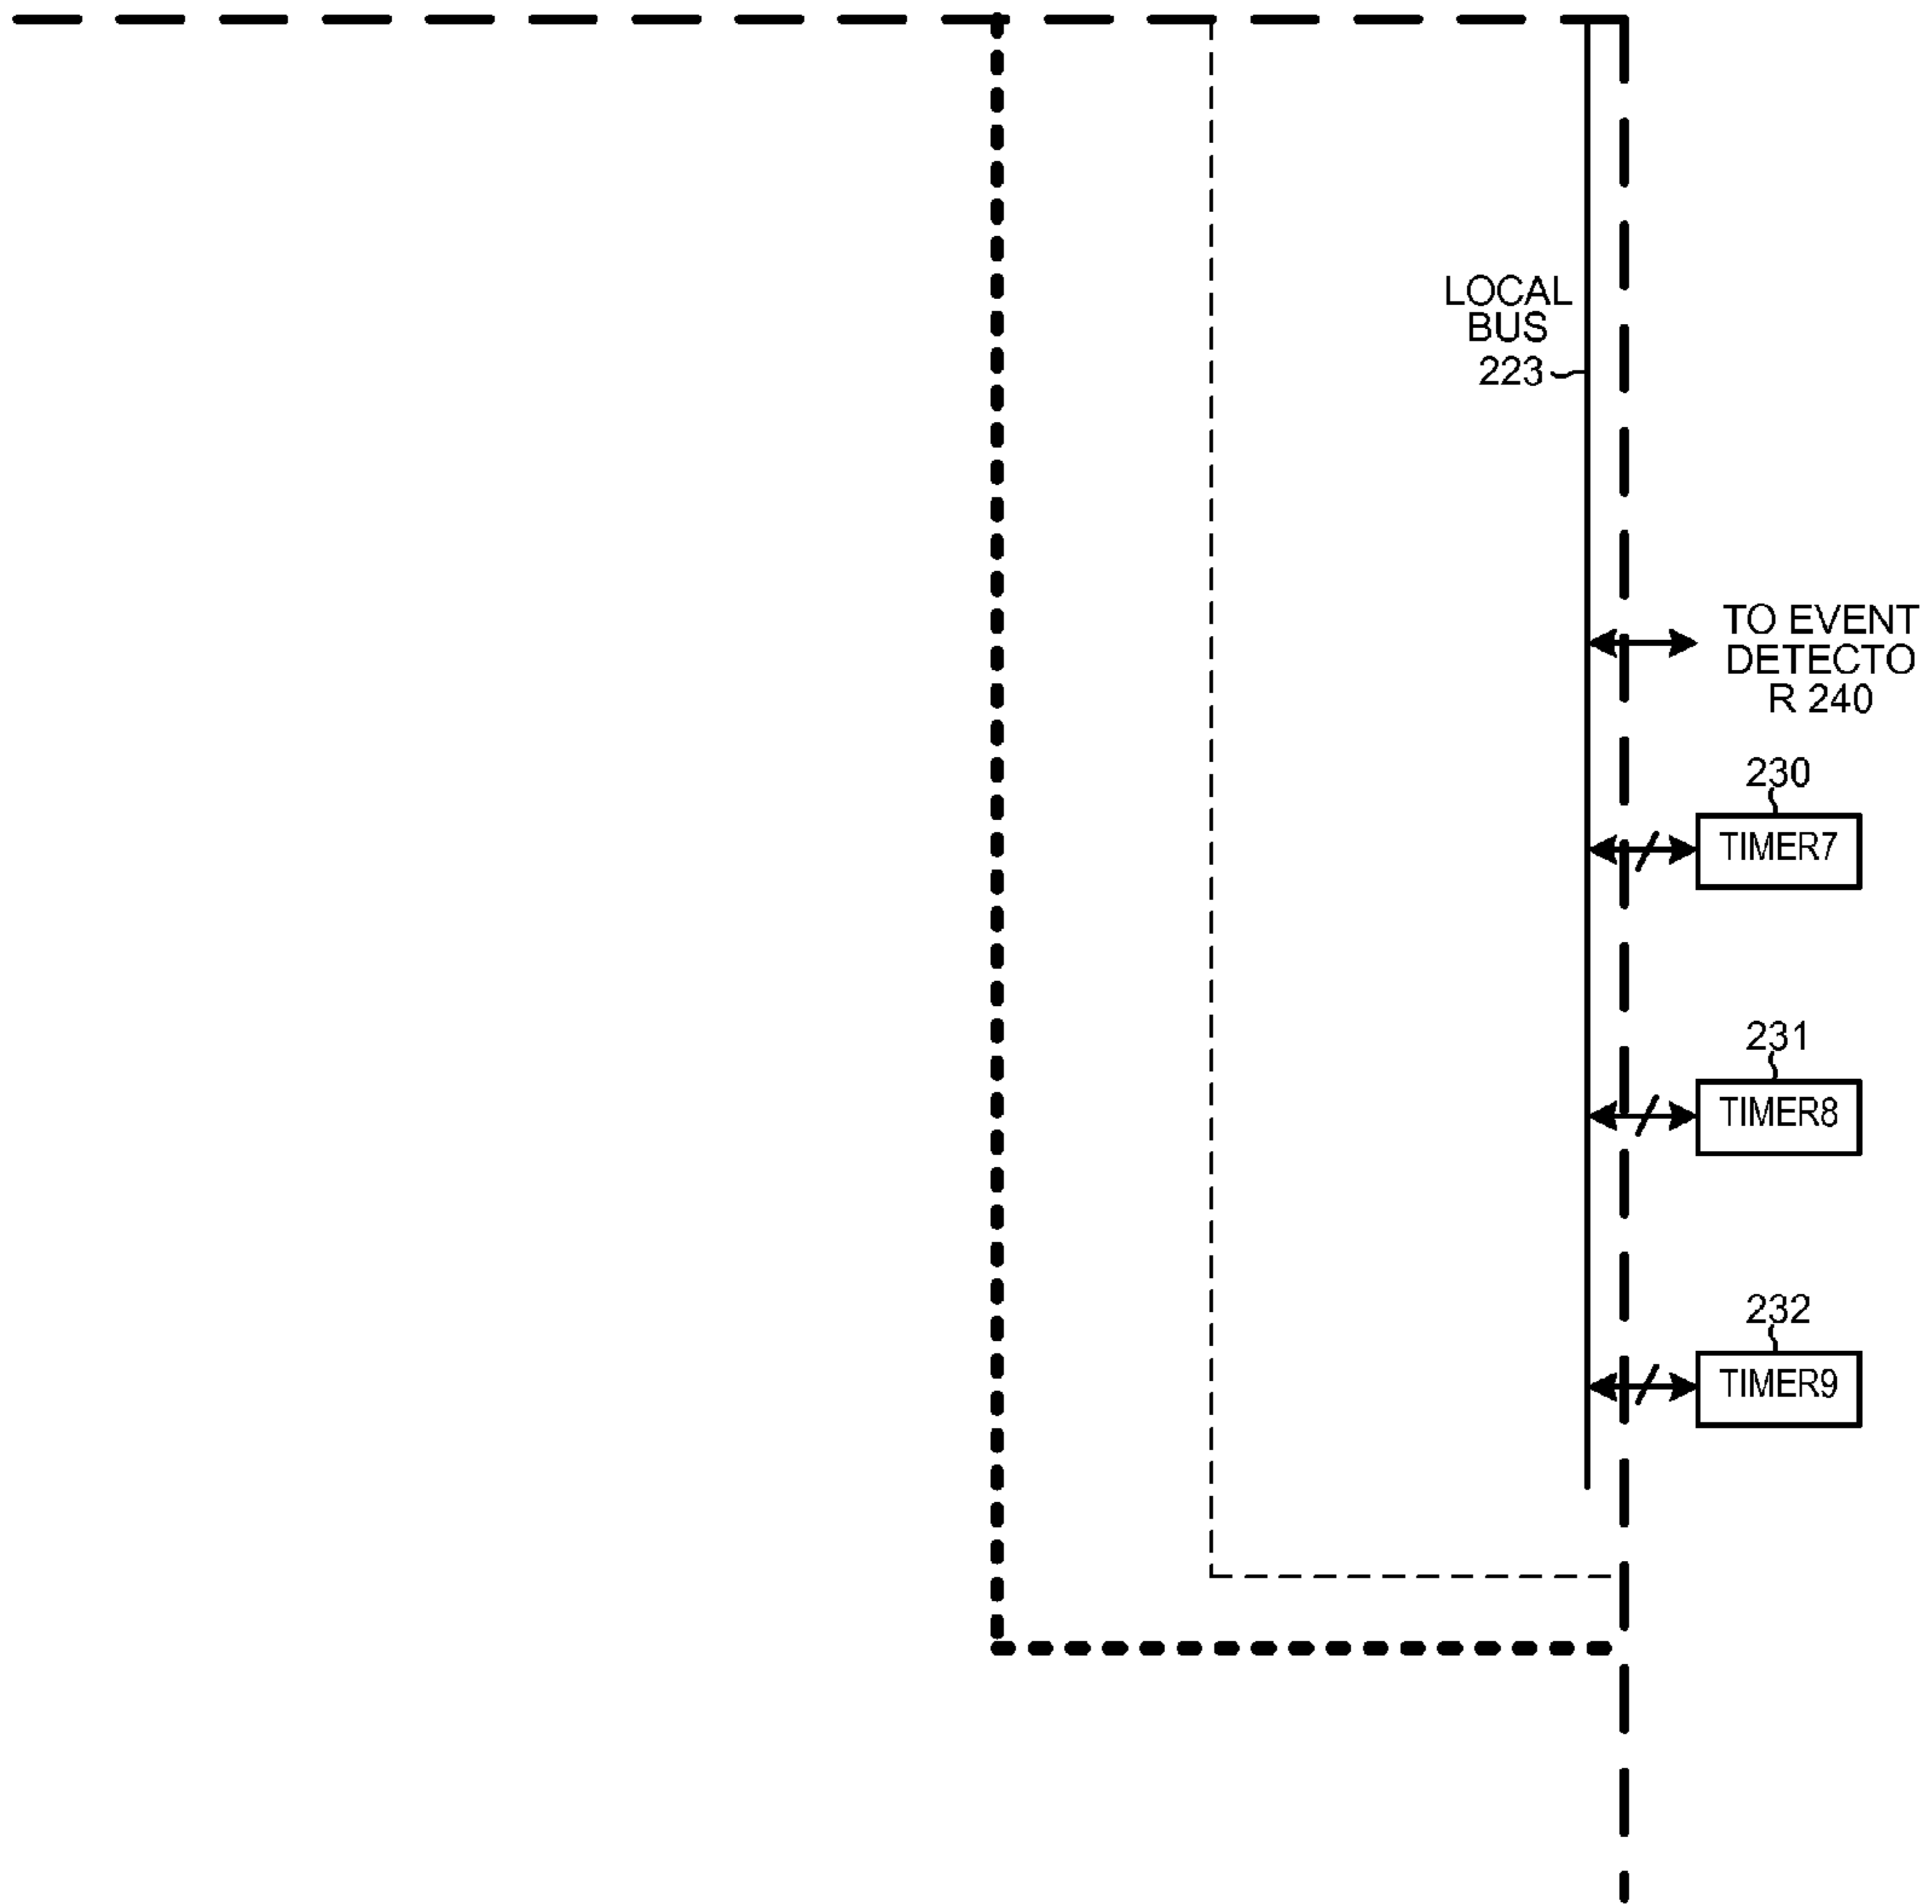 LOCAL
BUS
223
TO EVENT
DETECTO
R 240
230
TIMER7
231
TIMER8
232
TIMER9